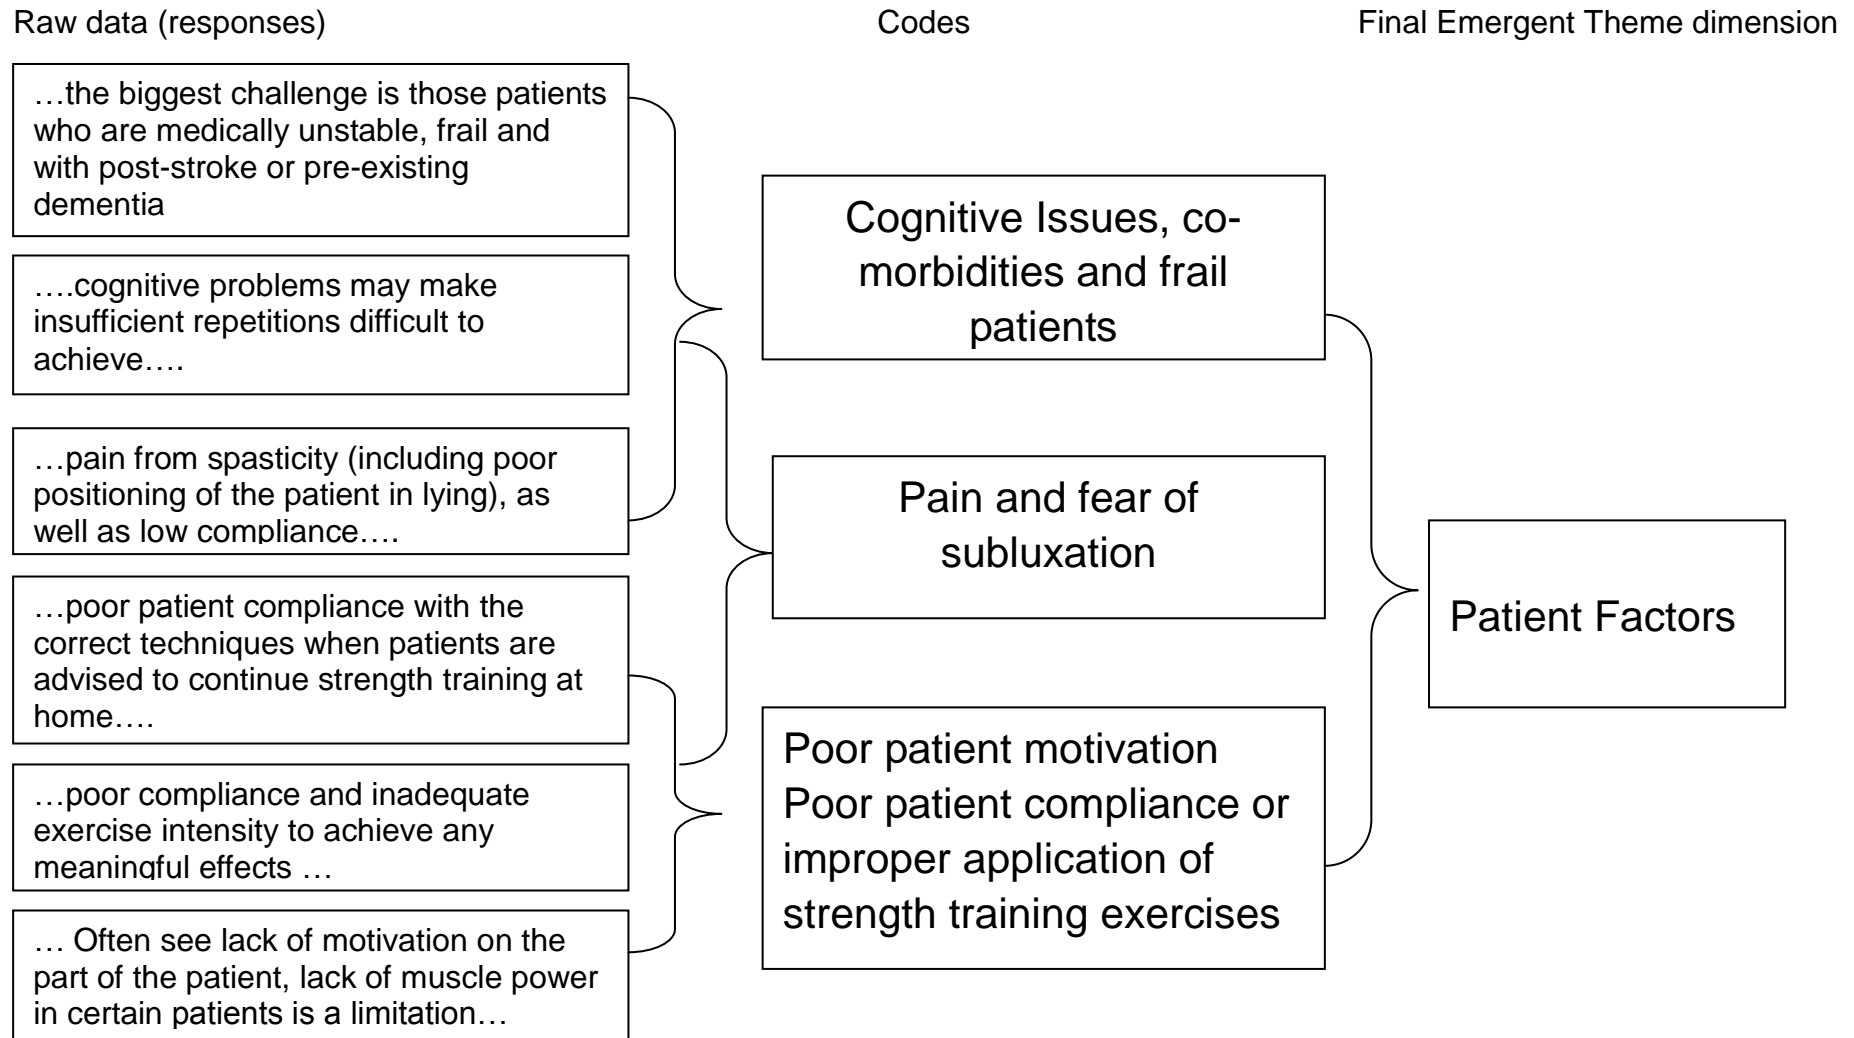 Raw data (responses)
Codes
Final Emergent Theme dimension
…the biggest challenge is those patients
who are medically unstable, frail and
with post-stroke or pre-existing
dementia
….cognitive problems may make
insufficient repetitions difficult to
achieve….
…pain from spasticity (including poor
positioning of the patient in lying), as
well as low compliance….
…poor patient compliance with the
correct techniques when patients are
advised to continue strength training at
home….
…poor compliance and inadequate
exercise intensity to achieve any
meaningful effects …
… Often see lack of motivation on the
part of the patient, lack of muscle power
in certain patients is a limitation…
Cognitive Issues, co-
morbidities and frail
patients
Pain and fear of
subluxation
Poor patient motivation
Poor patient compliance or
improper application of
strength training exercises
Patient Factors